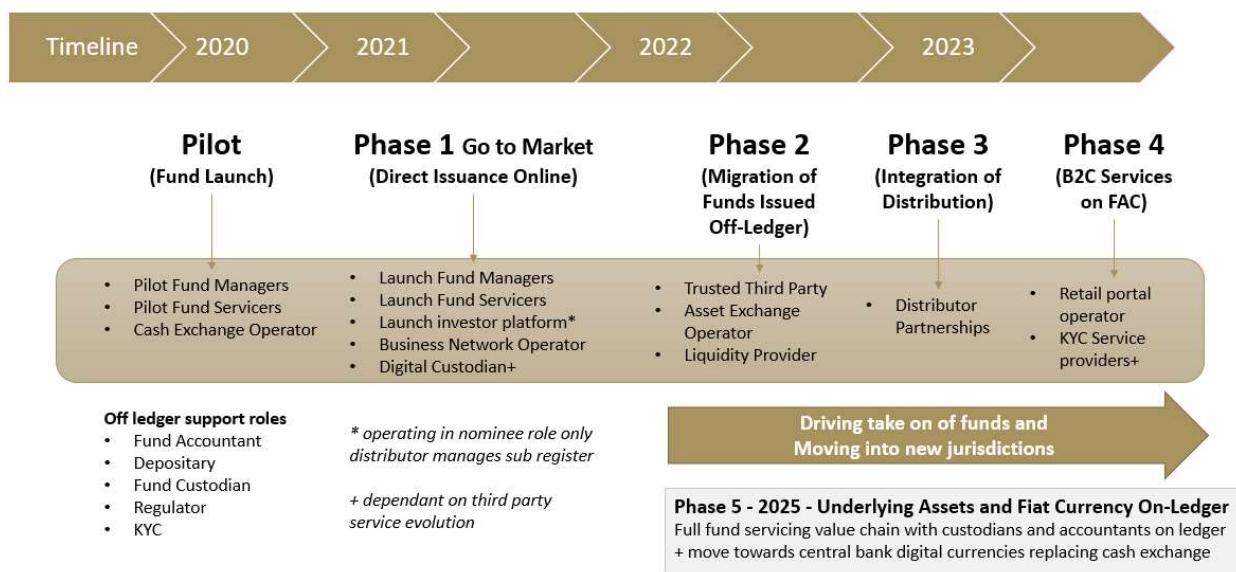 Timeline
2020
2021
2022
2023
Pilot
(Fund Launch)
Phase 1 Go to Market
(Direct Issuance Online)
Phase 2
(Migration of
Funds Issued
Off-Ledger)
Phase 3
(Integration of
Distribution)
Phase 4
(B2C Services
on FAC)
• Pilot Fund Managers
• Pilot Fund Servicers
• Cash Exchange Operator
• Launch Fund Managers
• Launch Fund Servicers
• Launch investor platform*
• Business Network Operator
• Digital Custodian+
• Trusted Third Party
• Asset Exchange
Operator
• Liquidity Provider
• Distributor
Partnerships
• Retail portal
operator
• KYC Service
providers+
Off ledger support roles
• Fund Accountant
• Depositary
• Fund Custodian
• Regulator
• KYC
* operating in nominee role only
distributor manages sub register
+ dependant on third party
service evolution
Driving take on of funds and
Moving into new jurisdictions
Phase 5 - 2025 - Underlying Assets and Fiat Currency On-Ledger
Full fund servicing value chain with custodians and accountants on ledger
+ move towards central bank digital currencies replacing cash exchange